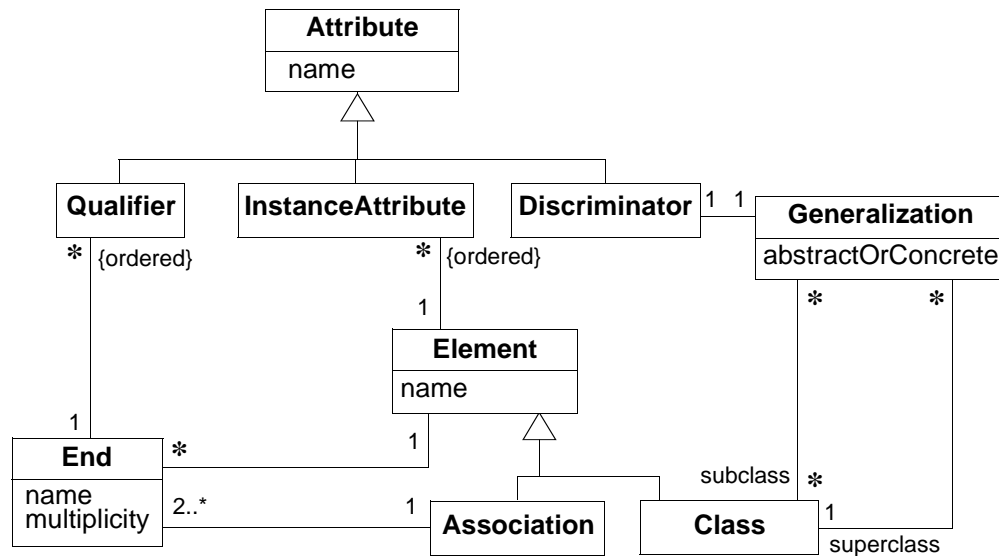 Attribute
name
Qualifier
InstanceAttribute
Discriminator
1 1
Generalization
abstractOrConcrete
* {ordered}
* {ordered}
* *
1
Element
name
1
End
name
multiplicity
*
1
2..*
1
Association
subclass *
Class
1
superclass